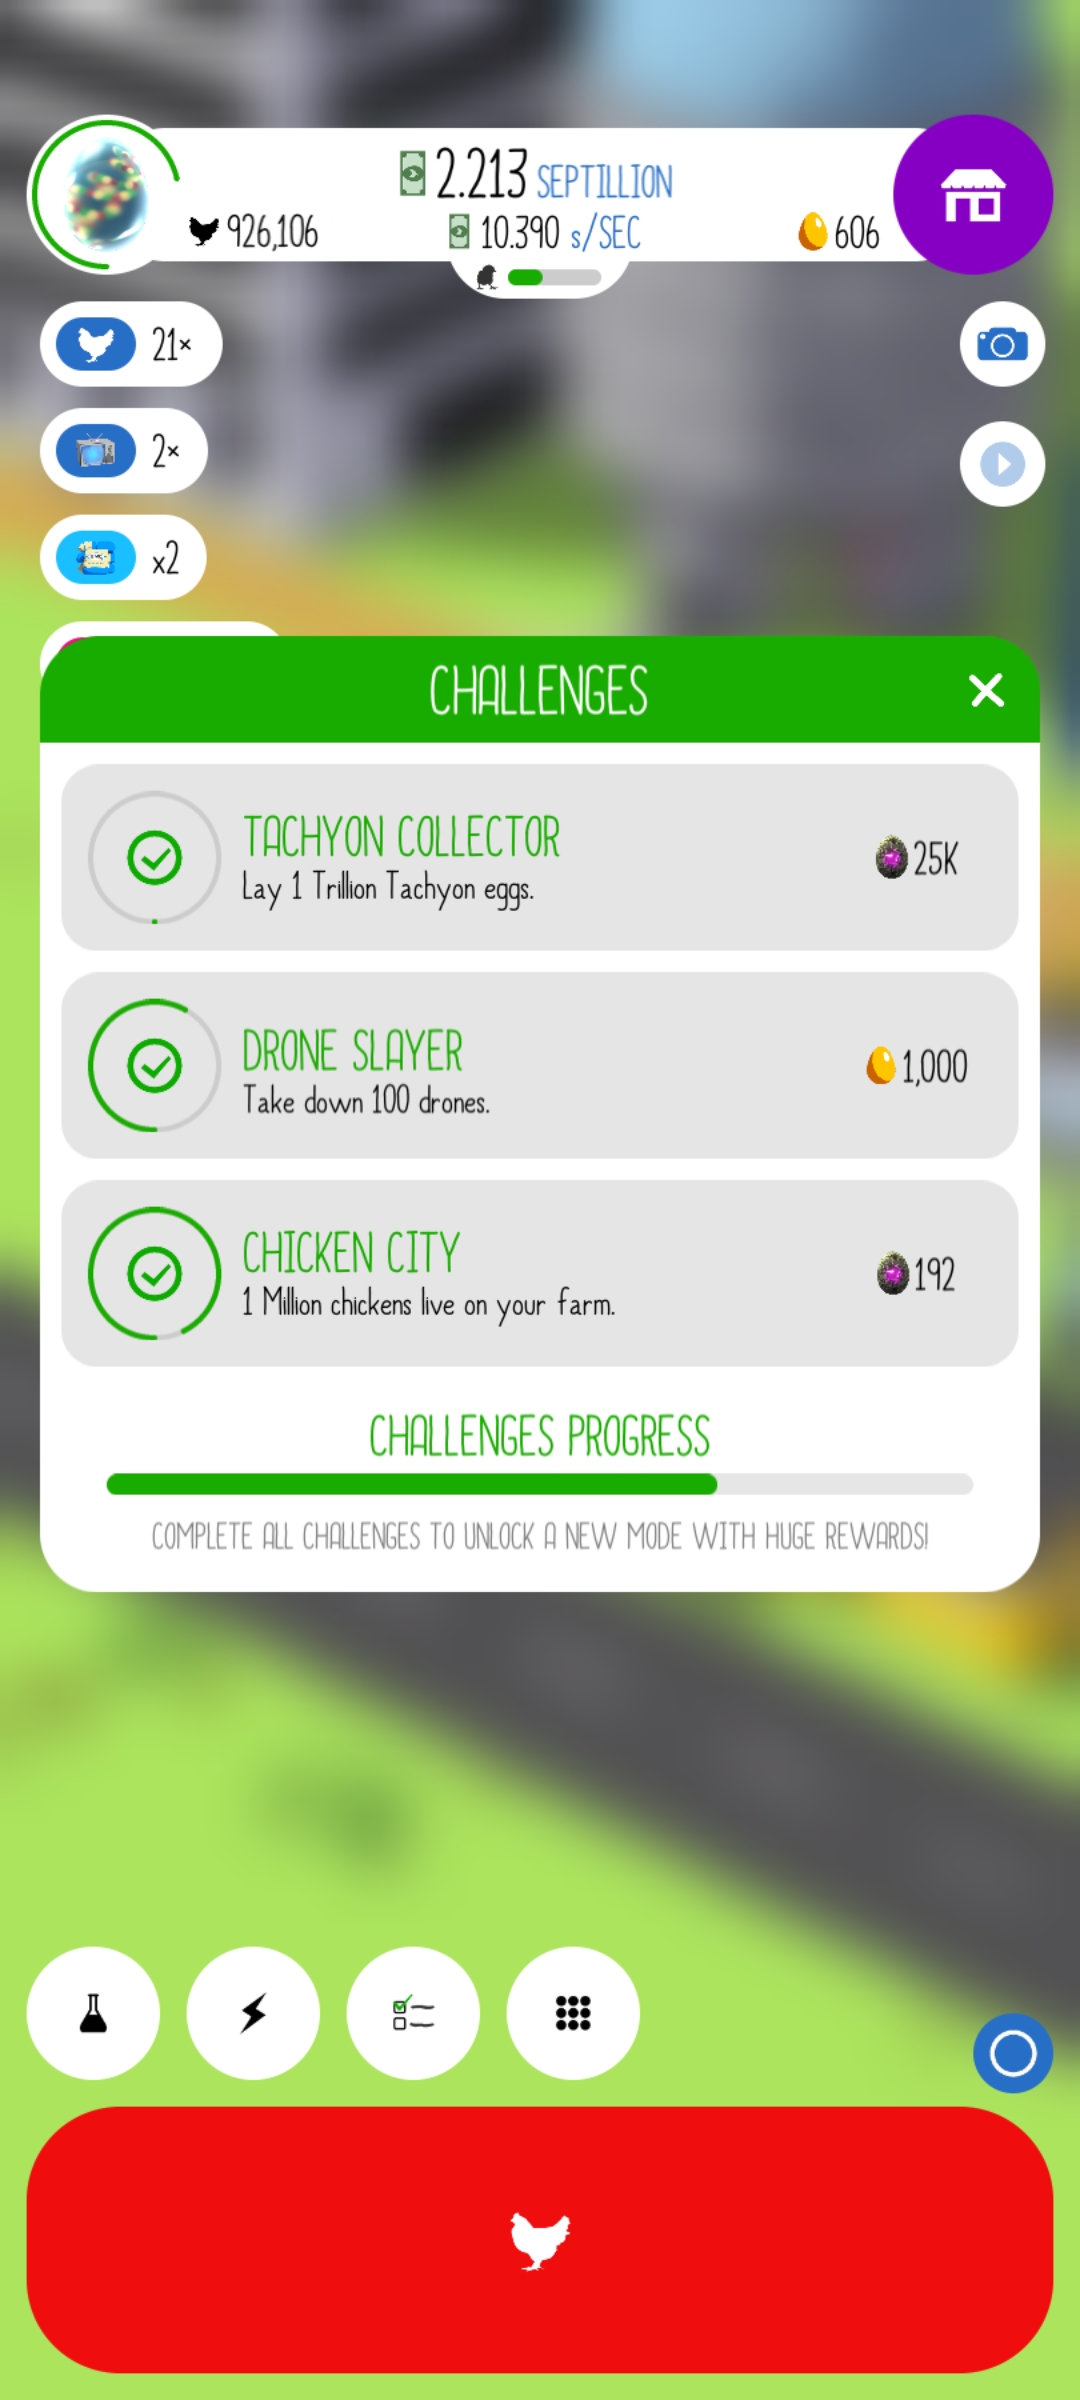 2.213 SEPTILLION
926,106
10.390 s/SEC
606
21×
2×
x2
CHALLENGES
TACHYON COLLECTOR
Lay 1 Trillion Tachyon eggs.
25K
DRONE SLAYER
Take down 100 drones.
1,000
CHICKEN CITY
1 Million chickens live on your farm.
192
CHALLENGES PROGRESS
COMPLETE ALL CHALLENGES TO UNLOCK A NEW MODE WITH HUGE REWARDS!